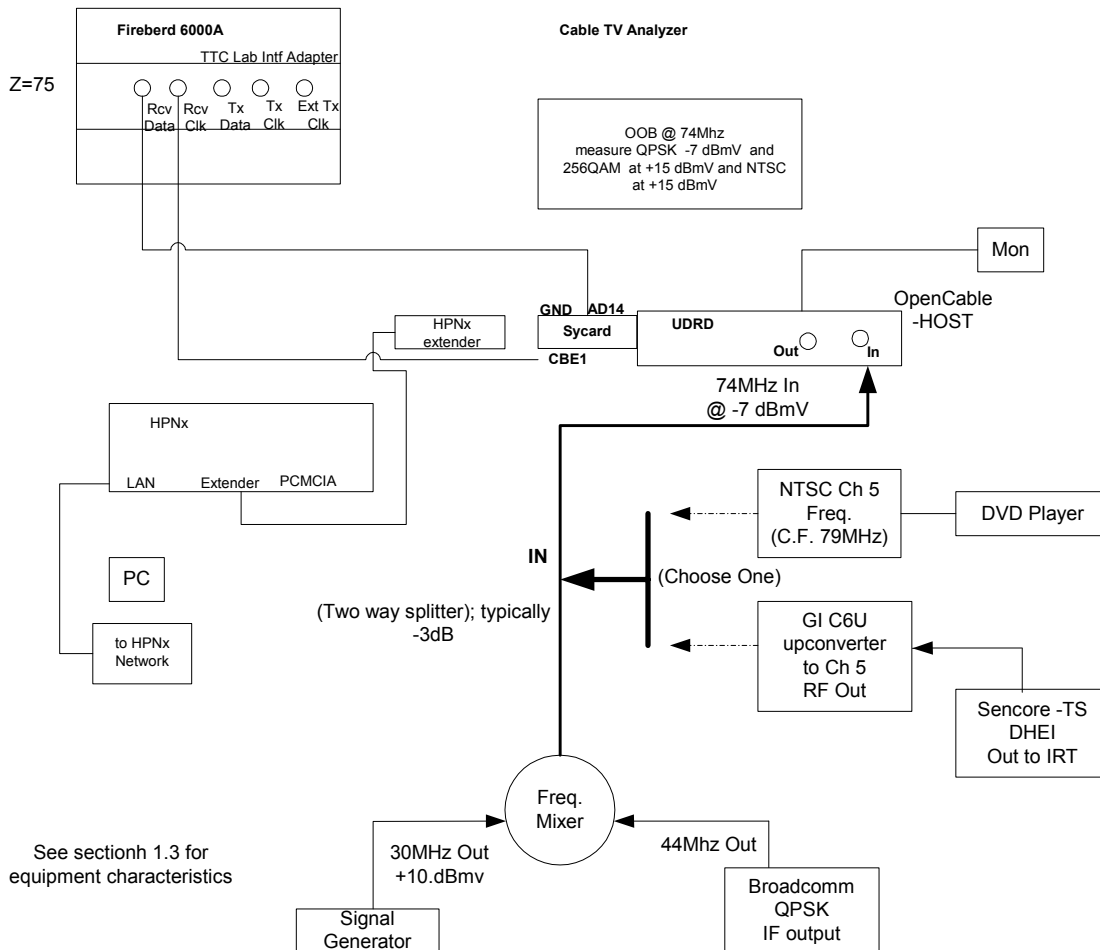 Fireberd 6000A
Cable TV Analyzer
TTC Lab Intf Adapter
Z=75
Rcv Data
Rcv Clk
Tx Data
Tx Clk
Ext Tx Clk
OOB @ 74Mhz
measure QPSK -7 dBmV and
256QAM at +15 dBmV and NTSC
at +15 dBmV
Mon
OpenCable
-HOST
GND AD14
HPNx
extender
Sycard
UDRD
Out
In
CBE1
74MHz In
@ -7 dBmV
HPNx
LAN
Extender
PCMCIA
NTSC Ch 5
Freq.
(C.F. 79MHz)
DVD Player
IN
(Choose One)
PC
(Two way splitter); typically
-3dB
to HPNx
Network
GI C6U
upconverter
to Ch 5
RF Out
Sencore -TS
DHEI
Out to IRT
Freq.
Mixer
See sectionh 1.3 for
equipment characteristics
30MHz Out
+10.dBmv
44Mhz Out
Signal
Generator
Broadcomm
QPSK
IF output